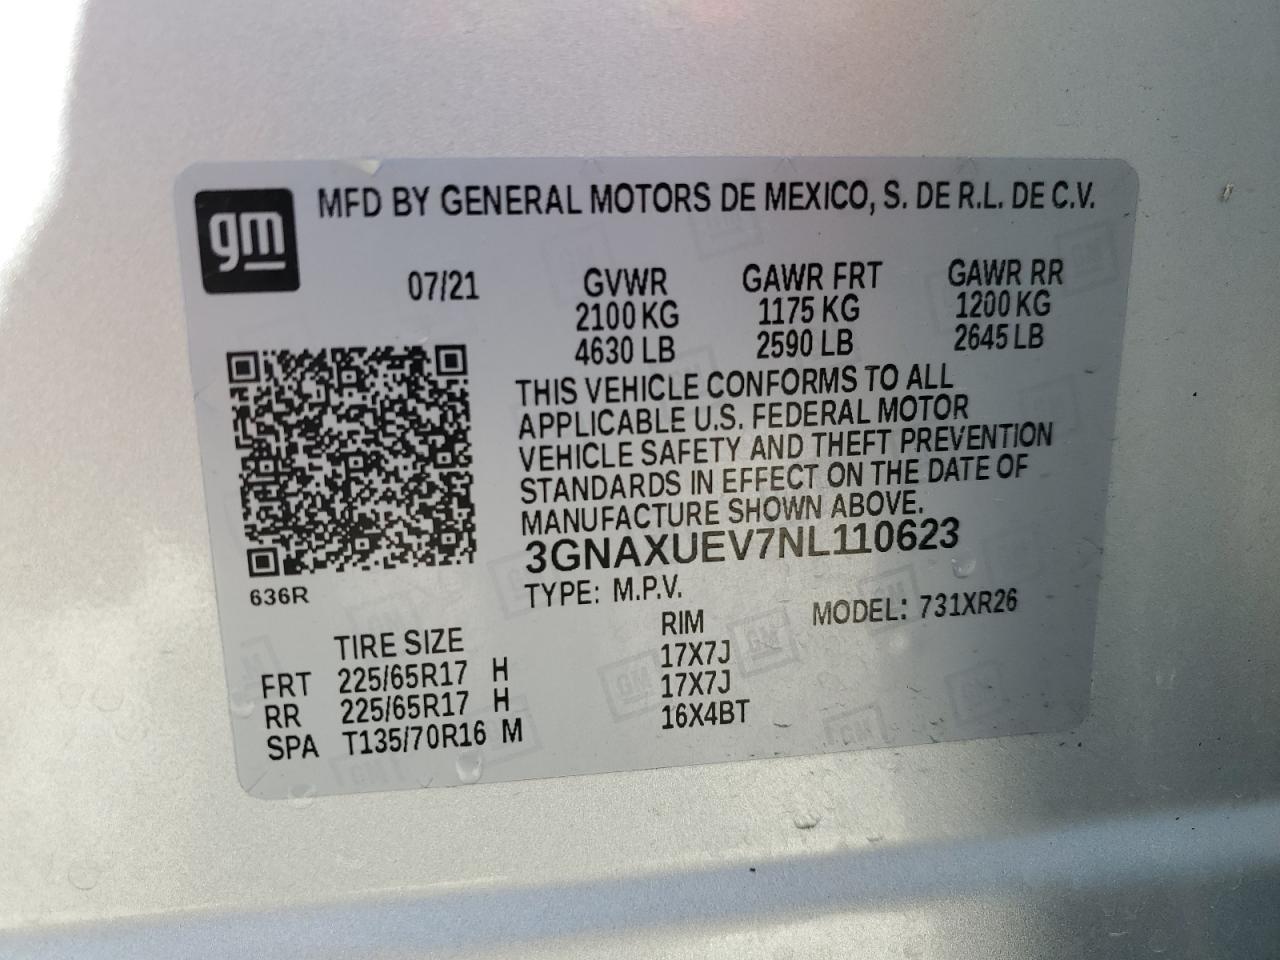 gm MFD BY GENERAL MOTORS DE MEXICO, S. DE R.L. DE C.V.
07/21 GVWR GAWR FRT GAWR RR
2100 KG 1175 KG 1200 KG
4630 LB 2590 LB 2645 LB
THIS VEHICLE CONFORMS TO ALL
APPLICABLE U.S. FEDERAL MOTOR
VEHICLE SAFETY AND THEFT PREVENTION
STANDARDS IN EFFECT ON THE DATE OF
MANUFACTURE SHOWN ABOVE.
3GNAXUEV7NL110623
636R
TYPE: M.P.V.
MODEL: 731XR26
TIRE SIZE RIM
FRT 225/65R17 H 17X7J
RR 225/65R17 H 17X7J
SPA T135/70R16 M 16X4BT